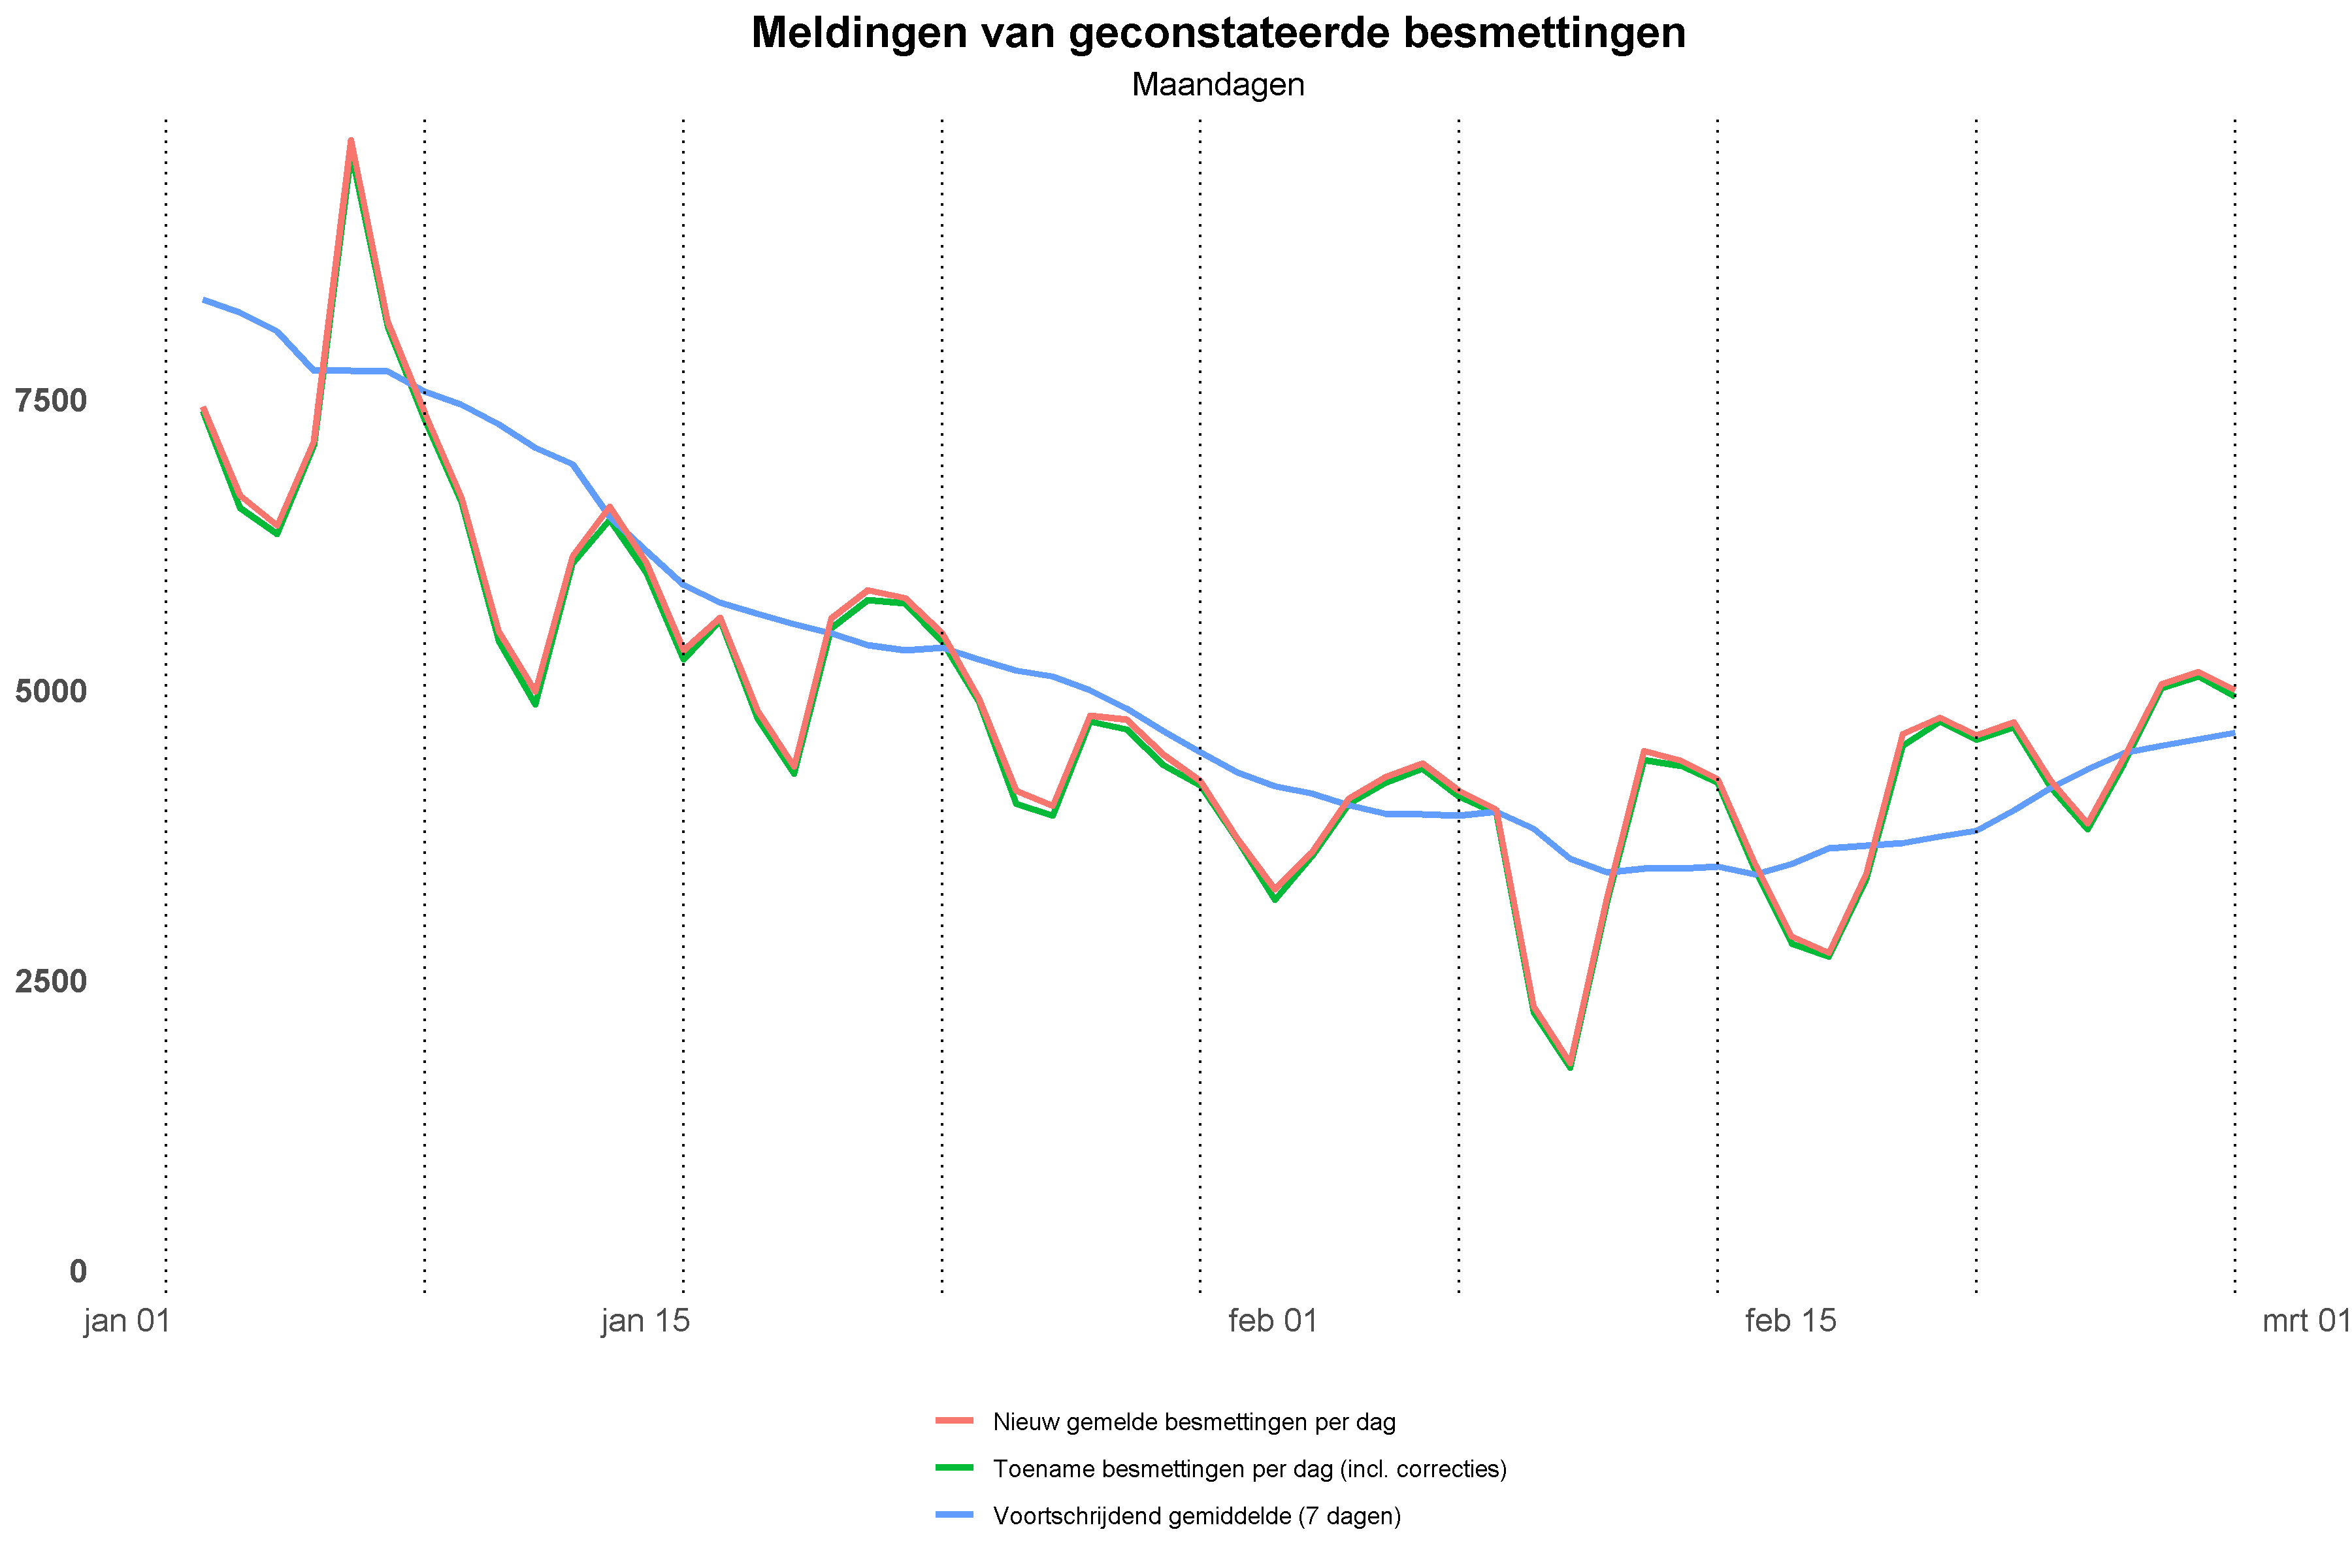 Meldingen van geconstateerde besmettingen
Maandagen
7500
5000
2500
0
jan 01
jan 15
feb 01
feb 15
mrt 01
Nieuw gemelde besmettingen per dag
Toename besmettingen per dag (incl. correcties)
Voortschrijdend gemiddelde (7 dagen)